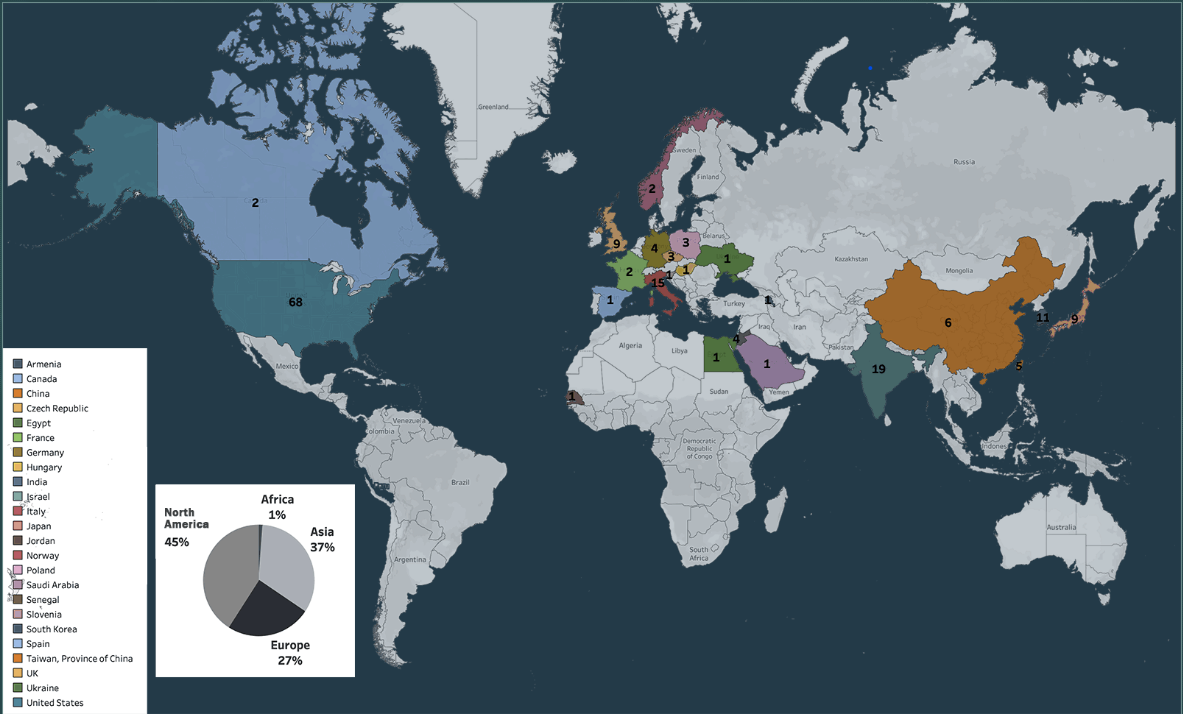 Greenland
Sweden
Finland
Russia
2
2
9
4
3
Belarus
3
1
2
1
1
15
Kazakhstan
Mongolia
68
1
Turkey
1
6
11
9
Mexico
Algeria
Libya
1
4
Iraq
Iran
1
Pakistan
19
5
Sudan
Yemen
1
Venezuela
olombia
Democratic
Republic
of Congo
Indones
Brazil
Argentina
South
Africa
Australia
Armenia
Canada
China
Czech Republic
Egypt
France
Germany
Hungary
India
Israel
Italy
Japan
Jordan
Norway
Poland
Saudi Arabia
Senegal
Slovenia
South Korea
Spain
Taiwan, Province of China
UK
Ukraine
United States
North
America
45%
Africa
1%
Asia
37%
Europe
27%